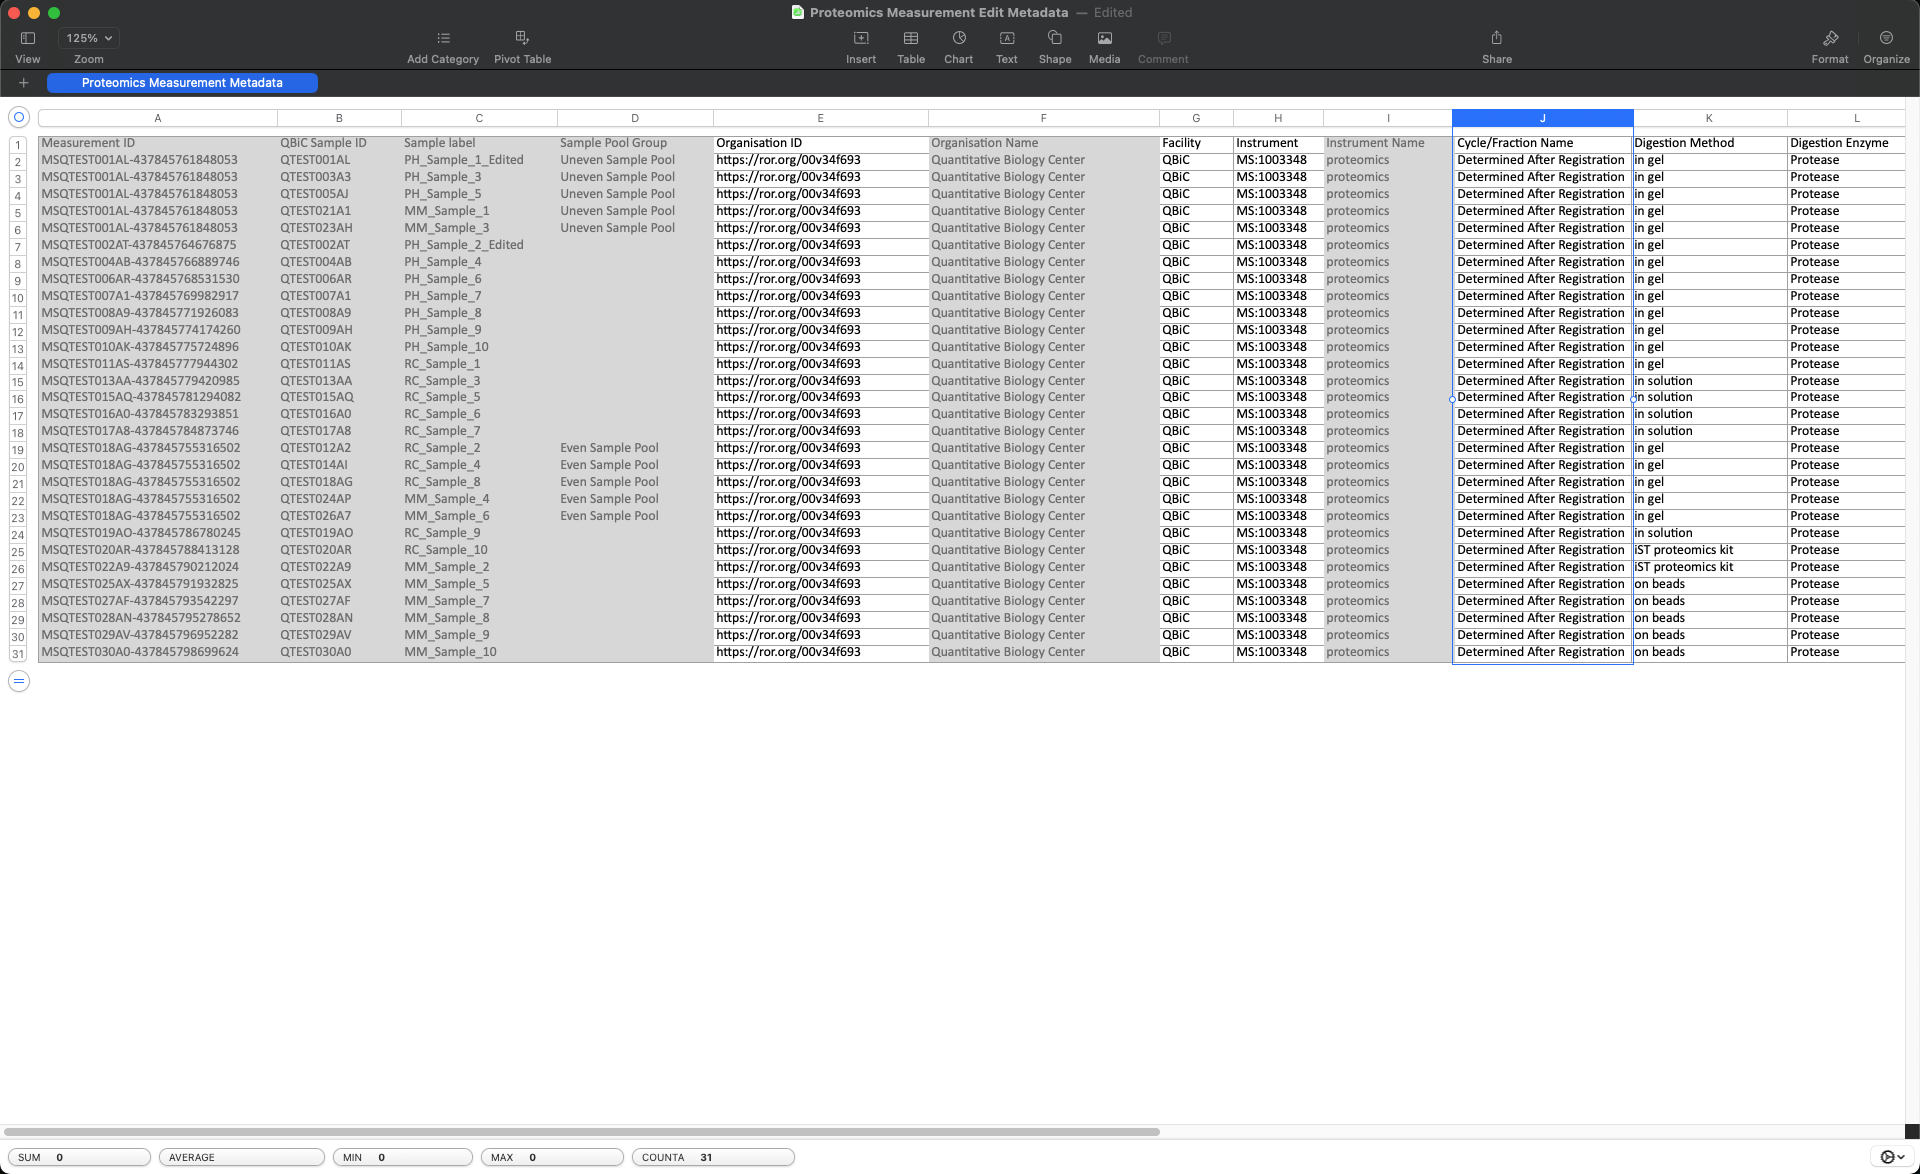 Proteomics Measurement Edit Metadata — Edited
125%
View Zoom Add Category Pivot Table Insert Table Chart Text Shape Media Comment Share Format Organize
+ Proteomics Measurement Metadata
A B C D E F G H I J K L
1 Measurement ID QBiC Sample ID Sample label Sample Pool Group Organisation ID Organisation Name Facility Instrument Instrument Name Cycle/Fraction Name Digestion Method Digestion Enzyme
2 MSQTEST001AL-437845761848053 QTEST001AL PH_Sample_1_Edited Uneven Sample Pool https://ror.org/00v34f693 Quantitative Biology Center QBiC MS:1003348 proteomics Determined After Registration in gel Protease
3 MSQTEST001AL-437845761848053 QTEST003A3 PH_Sample_3 Uneven Sample Pool https://ror.org/00v34f693 Quantitative Biology Center QBiC MS:1003348 proteomics Determined After Registration in gel Protease
4 MSQTEST001AL-437845761848053 QTEST005AJ PH_Sample_5 Uneven Sample Pool https://ror.org/00v34f693 Quantitative Biology Center QBiC MS:1003348 proteomics Determined After Registration in gel Protease
5 MSQTEST001AL-437845761848053 QTEST021A1 MM_Sample_1 Uneven Sample Pool https://ror.org/00v34f693 Quantitative Biology Center QBiC MS:1003348 proteomics Determined After Registration in gel Protease
6 MSQTEST001AL-437845761848053 QTEST023AH MM_Sample_3 Uneven Sample Pool https://ror.org/00v34f693 Quantitative Biology Center QBiC MS:1003348 proteomics Determined After Registration in gel Protease
7 MSQTEST002AT-437845764676875 QTEST002AT PH_Sample_2_Edited https://ror.org/00v34f693 Quantitative Biology Center QBiC MS:1003348 proteomics Determined After Registration in gel Protease
8 MSQTEST004AB-437845766889746 QTEST004AB PH_Sample_4 https://ror.org/00v34f693 Quantitative Biology Center QBiC MS:1003348 proteomics Determined After Registration in gel Protease
9 MSQTEST006AR-437845768531530 QTEST006AR PH_Sample_6 https://ror.org/00v34f693 Quantitative Biology Center QBiC MS:1003348 proteomics Determined After Registration in gel Protease
10 MSQTEST007A1-437845769982917 QTEST007A1 PH_Sample_7 https://ror.org/00v34f693 Quantitative Biology Center QBiC MS:1003348 proteomics Determined After Registration in gel Protease
11 MSQTEST008A9-437845771926083 QTEST008A9 PH_Sample_8 https://ror.org/00v34f693 Quantitative Biology Center QBiC MS:1003348 proteomics Determined After Registration in gel Protease
12 MSQTEST009AH-437845774174260 QTEST009AH PH_Sample_9 https://ror.org/00v34f693 Quantitative Biology Center QBiC MS:1003348 proteomics Determined After Registration in gel Protease
13 MSQTEST010AK-437845775724896 QTEST010AK PH_Sample_10 https://ror.org/00v34f693 Quantitative Biology Center QBiC MS:1003348 proteomics Determined After Registration in gel Protease
14 MSQTEST011AS-437845777944302 QTEST011AS RC_Sample_1 https://ror.org/00v34f693 Quantitative Biology Center QBiC MS:1003348 proteomics Determined After Registration in gel Protease
15 MSQTEST013AA-437845779420985 QTEST013AA RC_Sample_3 https://ror.org/00v34f693 Quantitative Biology Center QBiC MS:1003348 proteomics Determined After Registration in solution Protease
16 MSQTEST015AQ-437845781294082 QTEST015AQ RC_Sample_5 https://ror.org/00v34f693 Quantitative Biology Center QBiC MS:1003348 proteomics Determined After Registration in solution Protease
17 MSQTEST016A0-437845783293851 QTEST016A0 RC_Sample_6 https://ror.org/00v34f693 Quantitative Biology Center QBiC MS:1003348 proteomics Determined After Registration in solution Protease
18 MSQTEST017A8-437845784873746 QTEST017A8 RC_Sample_7 https://ror.org/00v34f693 Quantitative Biology Center QBiC MS:1003348 proteomics Determined After Registration in solution Protease
19 MSQTEST018AG-437845755316502 QTEST012A2 RC_Sample_2 Even Sample Pool https://ror.org/00v34f693 Quantitative Biology Center QBiC MS:1003348 proteomics Determined After Registration in gel Protease
20 MSQTEST018AG-437845755316502 QTEST014AI RC_Sample_4 Even Sample Pool https://ror.org/00v34f693 Quantitative Biology Center QBiC MS:1003348 proteomics Determined After Registration in gel Protease
21 MSQTEST018AG-437845755316502 QTEST018AG RC_Sample_8 Even Sample Pool https://ror.org/00v34f693 Quantitative Biology Center QBiC MS:1003348 proteomics Determined After Registration in gel Protease
22 MSQTEST018AG-437845755316502 QTEST024AP MM_Sample_4 Even Sample Pool https://ror.org/00v34f693 Quantitative Biology Center QBiC MS:1003348 proteomics Determined After Registration in gel Protease
23 MSQTEST018AG-437845755316502 QTEST026A7 MM_Sample_6 Even Sample Pool https://ror.org/00v34f693 Quantitative Biology Center QBiC MS:1003348 proteomics Determined After Registration in gel Protease
24 MSQTEST019AO-437845786780245 QTEST019AO RC_Sample_9 https://ror.org/00v34f693 Quantitative Biology Center QBiC MS:1003348 proteomics Determined After Registration in solution Protease
25 MSQTEST020AR-437845788413128 QTEST020AR RC_Sample_10 https://ror.org/00v34f693 Quantitative Biology Center QBiC MS:1003348 proteomics Determined After Registration iST proteomics kit Protease
26 MSQTEST022A9-437845790212024 QTEST022A9 MM_Sample_2 https://ror.org/00v34f693 Quantitative Biology Center QBiC MS:1003348 proteomics Determined After Registration iST proteomics kit Protease
27 MSQTEST025AX-437845791932825 QTEST025AX MM_Sample_5 https://ror.org/00v34f693 Quantitative Biology Center QBiC MS:1003348 proteomics Determined After Registration on beads Protease
28 MSQTEST027AF-437845793542297 QTEST027AF MM_Sample_7 https://ror.org/00v34f693 Quantitative Biology Center QBiC MS:1003348 proteomics Determined After Registration on beads Protease
29 MSQTEST028AN-437845795278652 QTEST028AN MM_Sample_8 https://ror.org/00v34f693 Quantitative Biology Center QBiC MS:1003348 proteomics Determined After Registration on beads Protease
30 MSQTEST029AV-437845796952282 QTEST029AV MM_Sample_9 https://ror.org/00v34f693 Quantitative Biology Center QBiC MS:1003348 proteomics Determined After Registration on beads Protease
31 MSQTEST030A0-437845798699624 QTEST030A0 MM_Sample_10 https://ror.org/00v34f693 Quantitative Biology Center QBiC MS:1003348 proteomics Determined After Registration on beads Protease
SUM 0 AVERAGE MIN 0 MAX 0 COUNTA 31